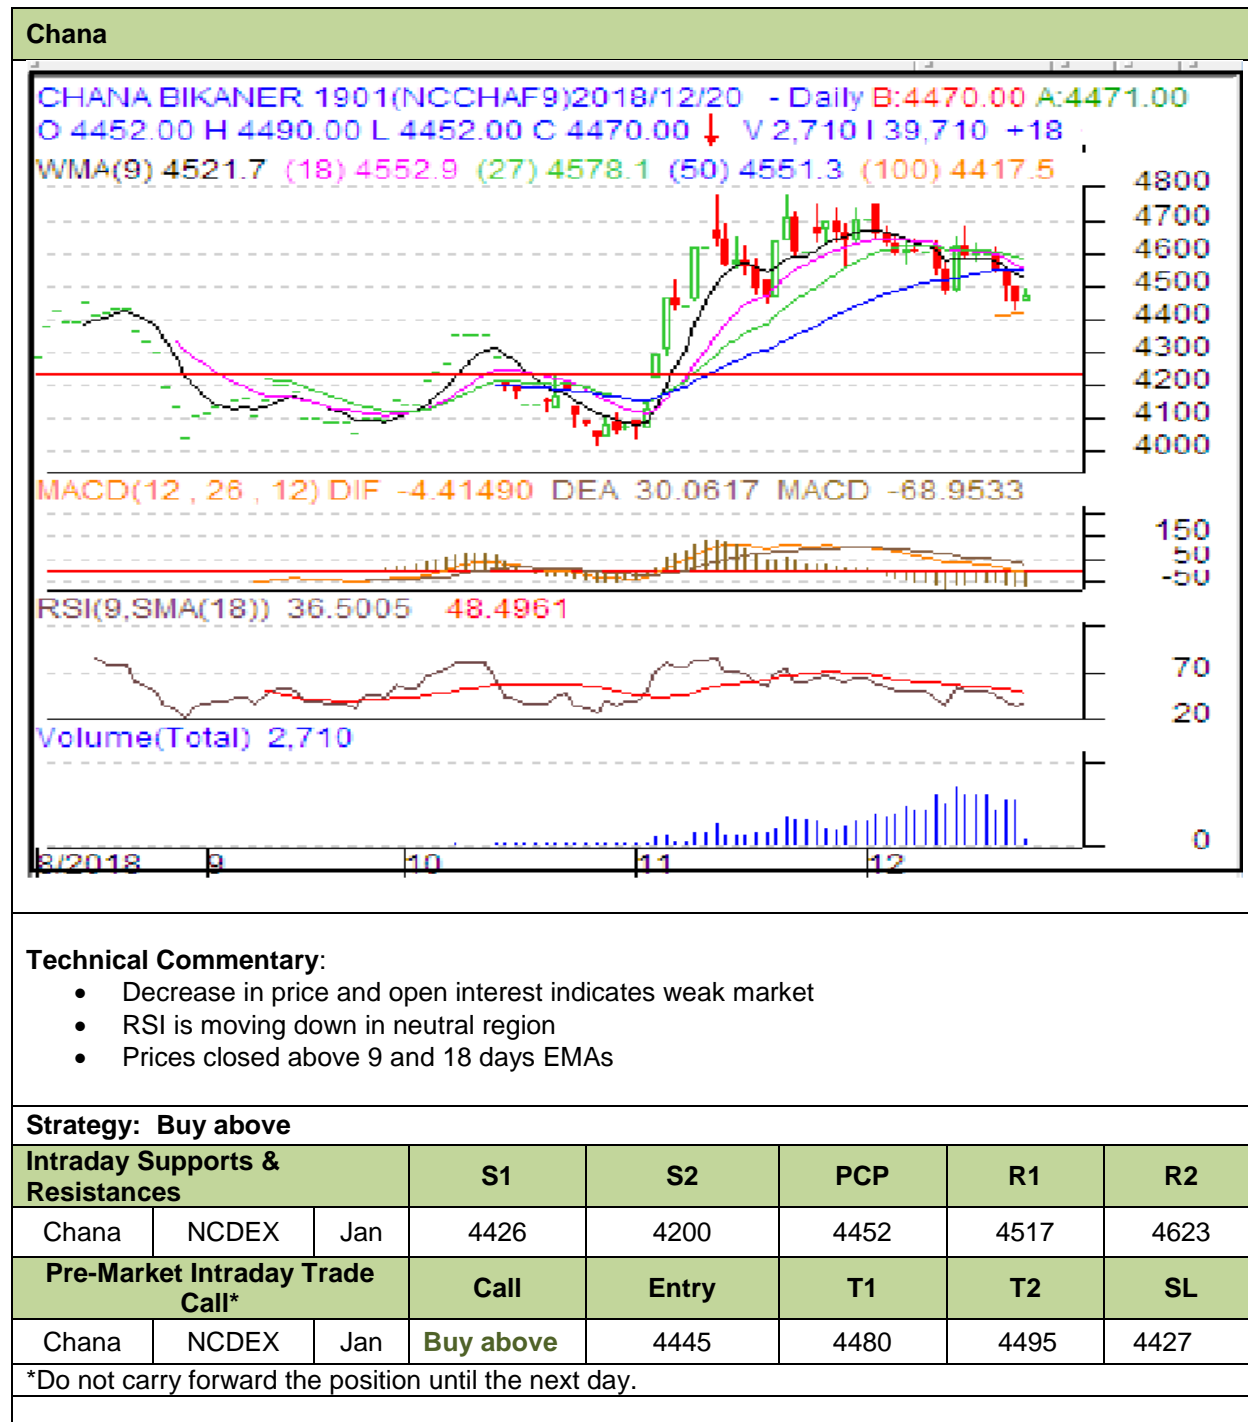 Chana
CHANA BIKANER 1901(NCCHAF9)2018/12/20 - Daily B:4470.00 A:4471.00
O 4452.00 H 4490.00 L 4452.00 C 4470.00 ↓ V 2,710 I 39,710 +18
WMA(9) 4521.7 (18) 4552.9 (27) 4578.1 (50) 4551.3 (100) 4417.5
4800
4700
4600
4500
4400
4300
4200
4100
4000
MACD(12 , 26 , 12) DIF -4.41490 DEA 30.0617 MACD -68.9533
150
50
-50
RSI(9,SMA(18)) 36.5005 48.4961
70
20
Volume(Total) 2,710
0
8/2018 9 10 11 12
Technical Commentary:
• Decrease in price and open interest indicates weak market
• RSI is moving down in neutral region
• Prices closed above 9 and 18 days EMAs
Strategy: Buy above
Intraday Supports & Resistances S1 S2 PCP R1 R2
Chana NCDEX Jan 4426 4200 4452 4517 4623
Pre-Market Intraday Trade Call* Call Entry T1 T2 SL
Chana NCDEX Jan Buy above 4445 4480 4495 4427
*Do not carry forward the position until the next day.